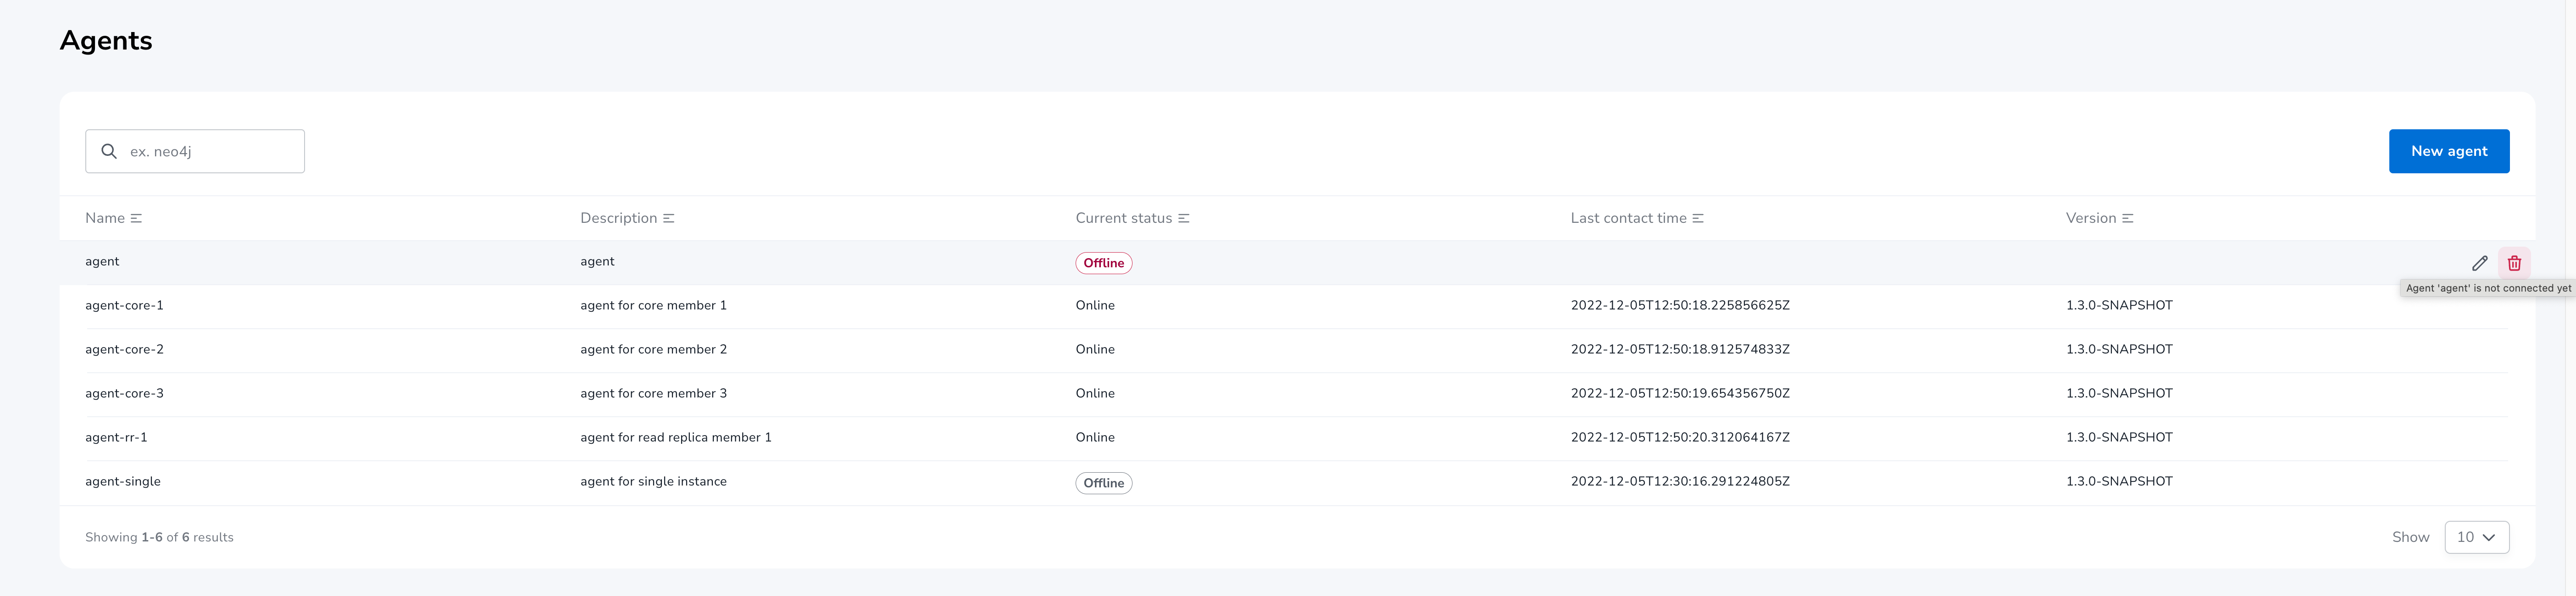 Agents
ex. neo4j
New agent
Name Description Current status Last contact time Version
agent agent Offline
Agent 'agent' is not connected yet
agent-core-1 agent for core member 1 Online 2022-12-05T12:50:18.225856625Z 1.3.0-SNAPSHOT
agent-core-2 agent for core member 2 Online 2022-12-05T12:50:18.912574833Z 1.3.0-SNAPSHOT
agent-core-3 agent for core member 3 Online 2022-12-05T12:50:19.654356750Z 1.3.0-SNAPSHOT
agent-rr-1 agent for read replica member 1 Online 2022-12-05T12:50:20.312064167Z 1.3.0-SNAPSHOT
agent-single agent for single instance Offline 2022-12-05T12:30:16.291224805Z 1.3.0-SNAPSHOT
Showing 1-6 of 6 results
Show 10